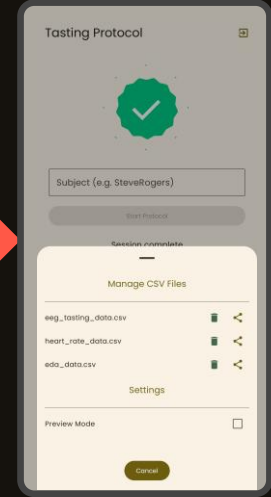 Tasting Protocol
Subject (e.g. SteveRogers)
Start Protocol
Session complete
Manage CSV Files
eeg_tasting_data.csv
heart_rate_data.csv
eda_data.csv
Settings
Preview Mode
Cancel